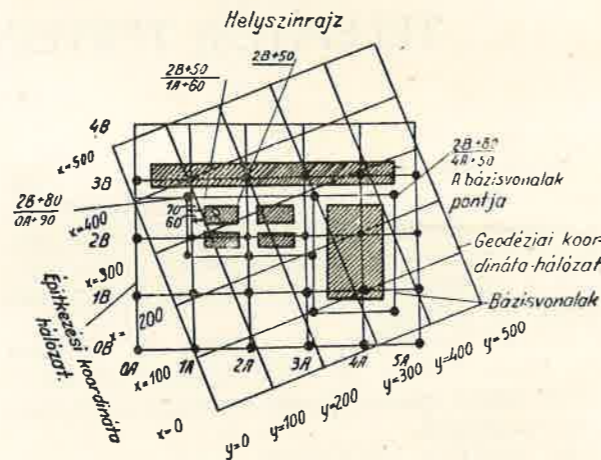 Helyszinrajz
2B+50
1A+60
2B+50
4B
x=500
3B
2B+80
0A+90
x=400
2B
70
60
2B+80
4A+50
A bázisvonalak
pontja
Geodéziai koor-
dináta-hálózat
Bázisvonalak
x=300
1B
x=
200
0B
Építkezési koordináta
hálózat.
0A
1A
2A
3A
4A
5A
x=100
x=0
y=0
y=100
y=200
y=300
y=400
y=500